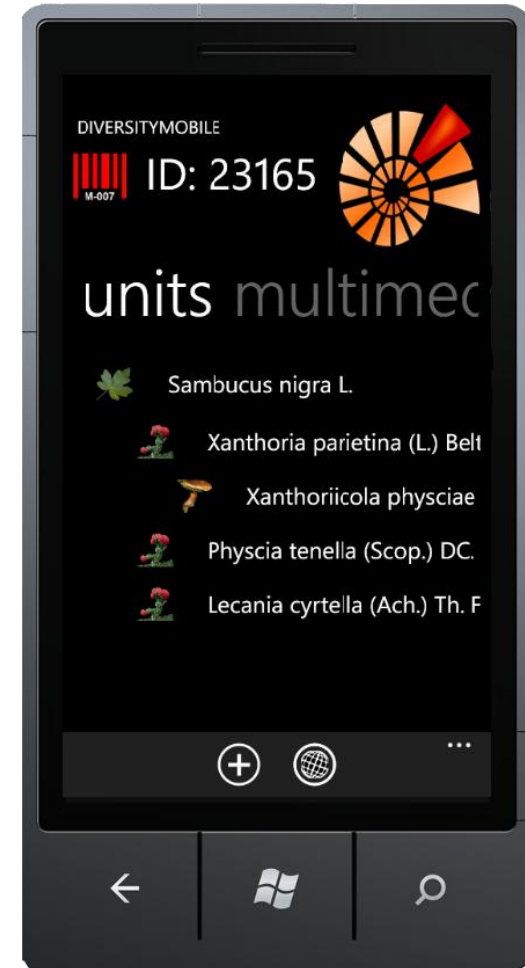 DIVERSITYMOBILE
M-007
ID: 23165
units multimec
Sambucus nigra L.
Xanthoria parietina (L.) Belt
Xanthoriicola physciae
Physcia tenella (Scop.) DC.
Lecania cyrtella (Ach.) Th. F